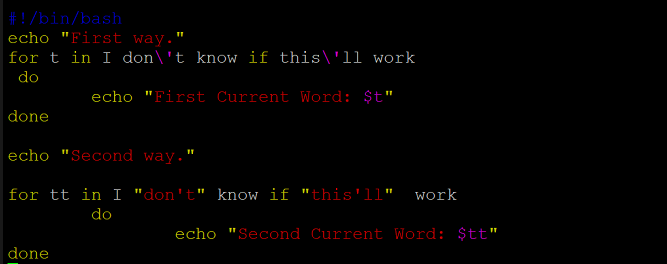 #!/bin/bash
echo "First way."
for t in I don\'t know if this\'ll work
 do
        echo "First Current Word: $t"
done

echo "Second way."

for tt in I "don't" know if "this'll"  work
        do
                echo "Second Current Word: $tt"
done